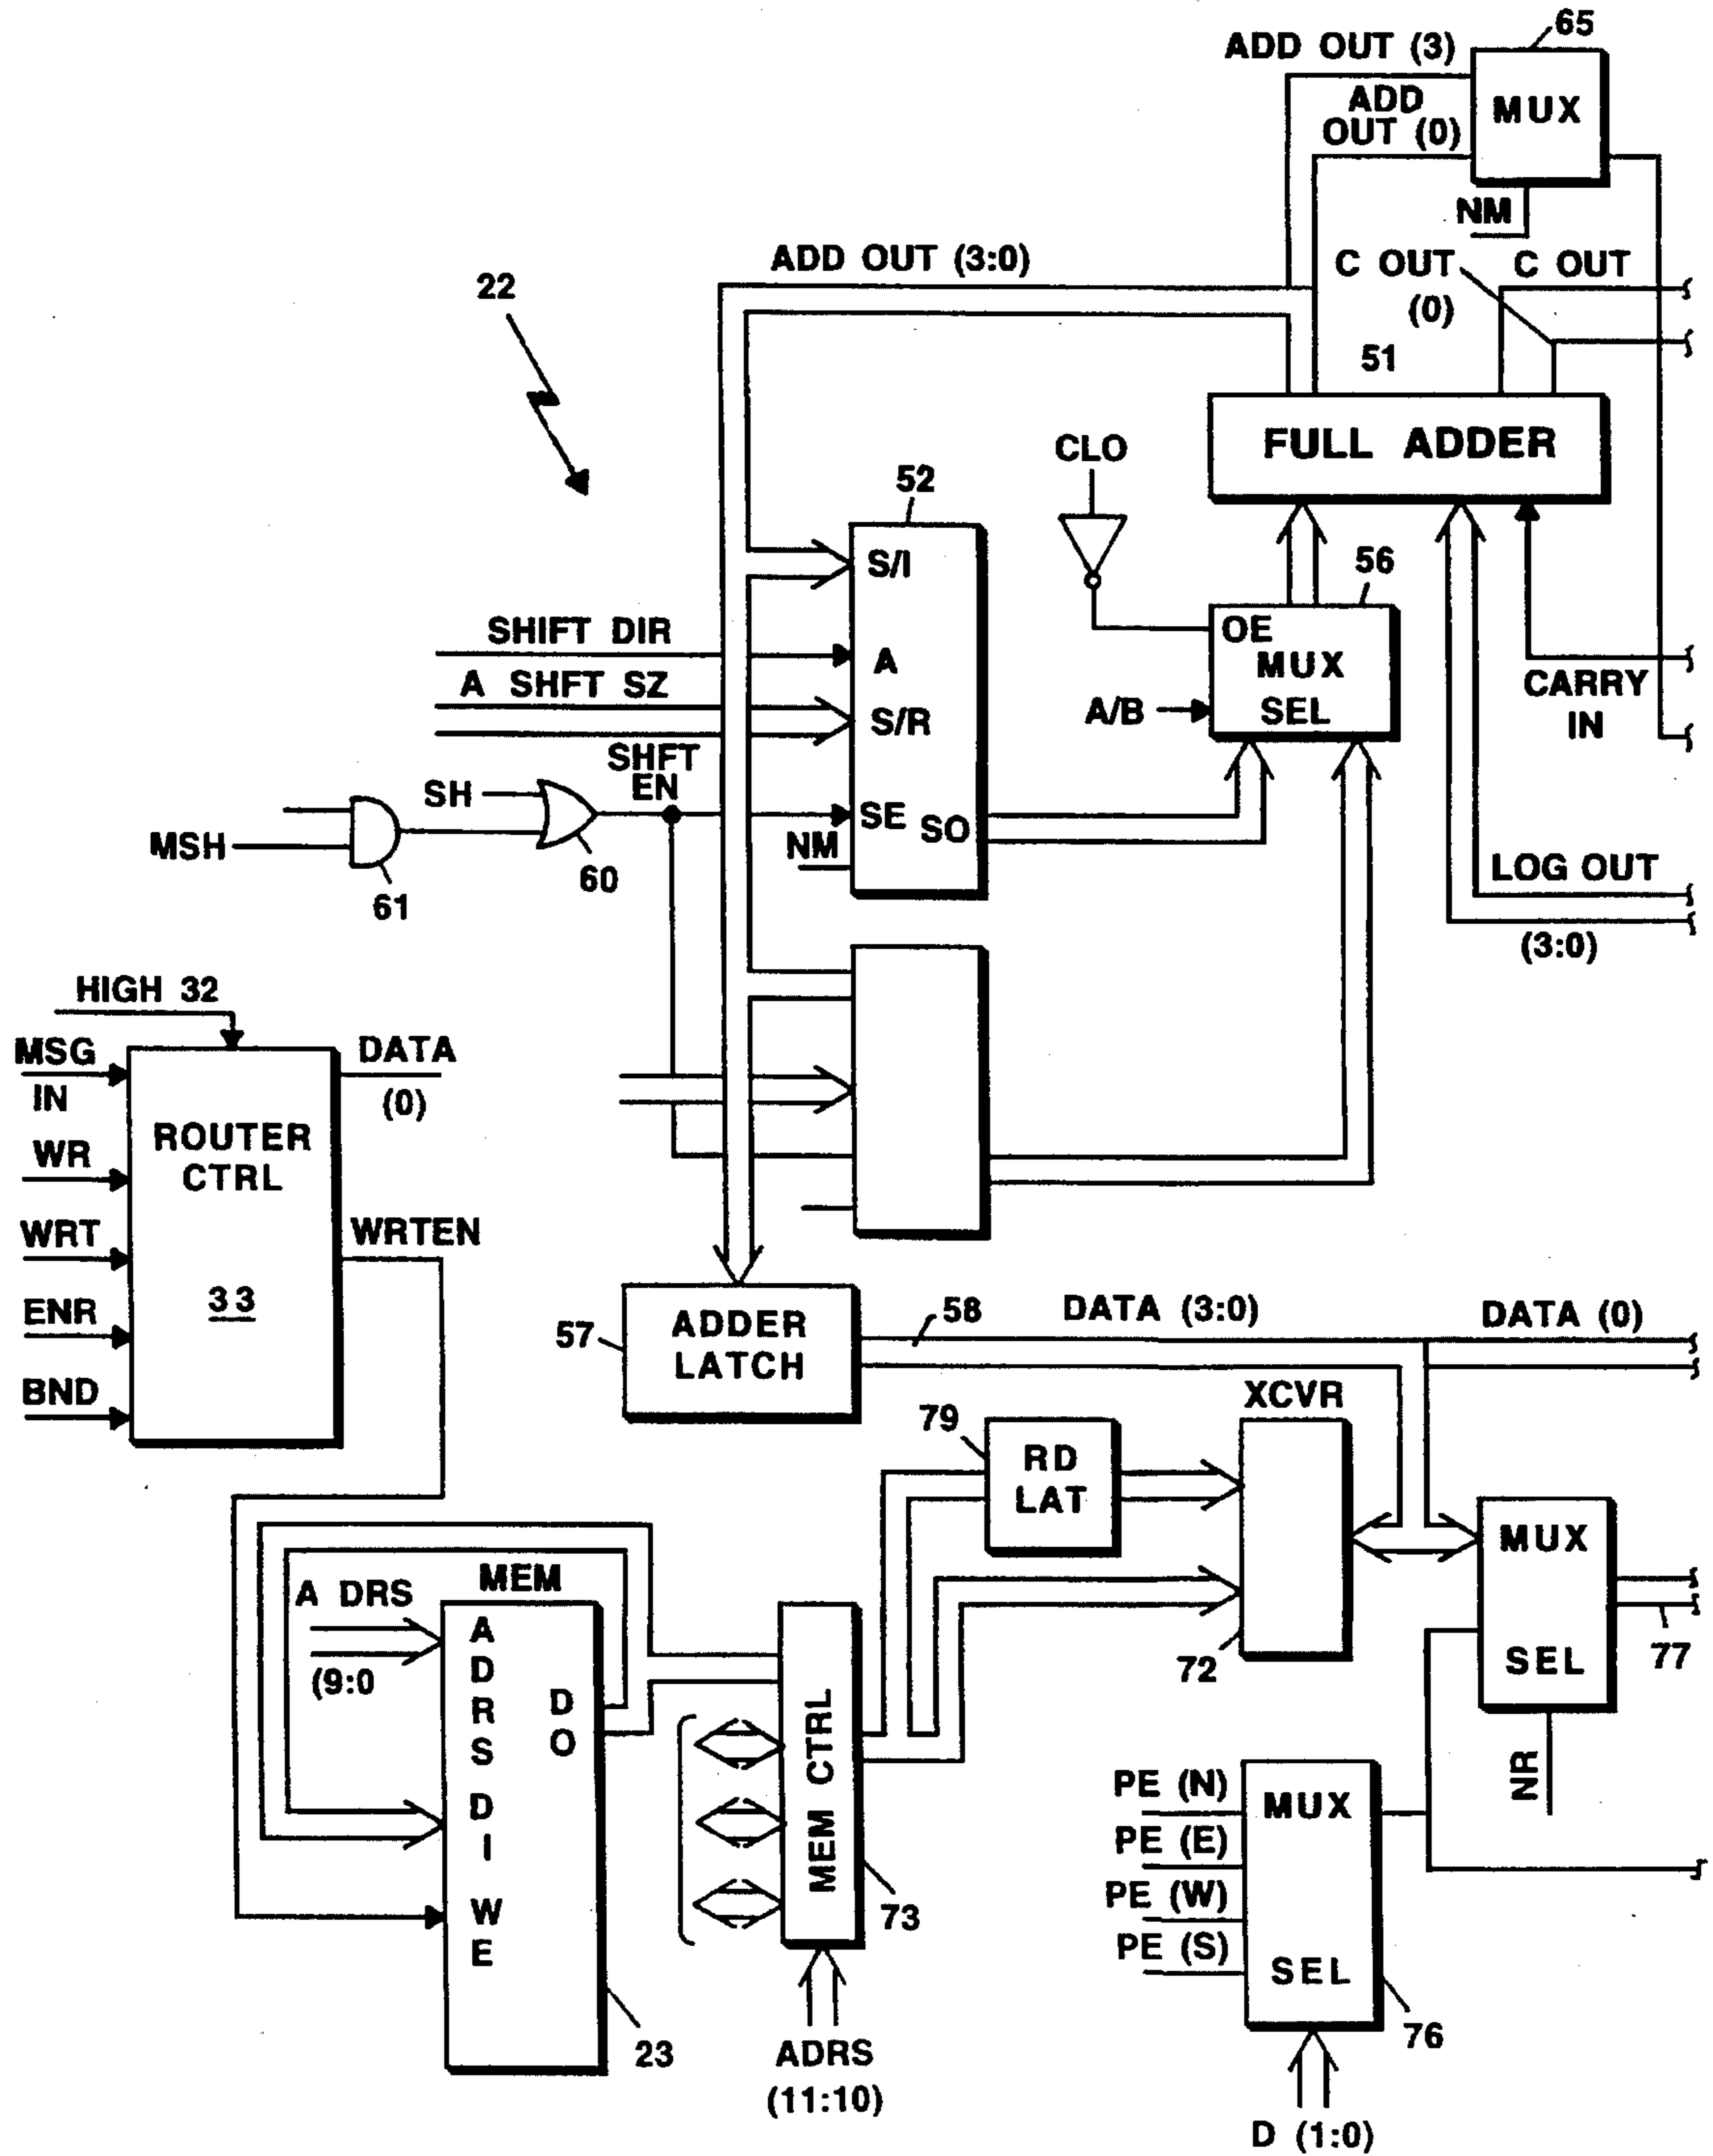 65
ADD OUT (3)
MUX
ADD
OUT (0)
NM
ADD OUT (3:0)
C OUT
C OUT
(0)
22
51
FULL ADDER
CLO
52
S/I
56
OE
MUX
SEL
A/B
SHIFT DIR
A
A SHFT SZ
S/R
CARRY
IN
SHFT
EN
SH
SE
SO
NM
MSH
60
61
LOG OUT
(3:0)
HIGH 32
MSG
IN
DATA
(0)
ROUTER
CTRL
WR
WRT
WRTEN
33
ENR
BND
57
ADDER
LATCH
58
DATA (3:0)
DATA (0)
XCVR
79
RD
LAT
MUX
SEL
72
77
NR
A DRS
(9:0
MEM
ADRS
DI
WE
DO
23
MEM CTRL
73
ADRS
(11:10)
PE (N)
PE (E)
PE (W)
PE (S)
MUX
SEL
76
D (1:0)